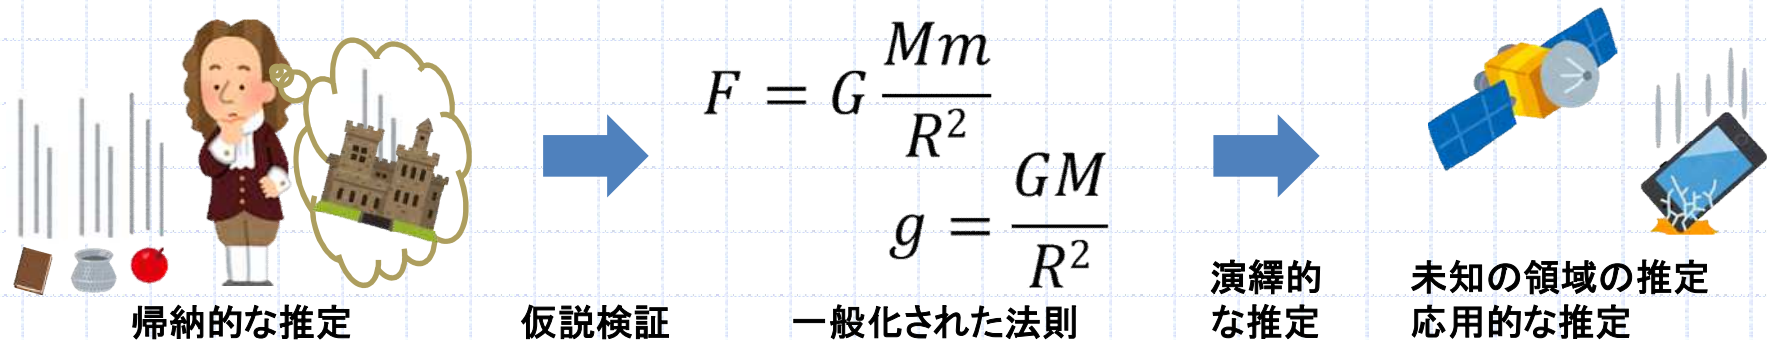 帰納的な推定
仮説検証
F = G Mm / R²
g = GM / R²
一般化された法則
演繹的
な推定
未知の領域の推定
応用的な推定